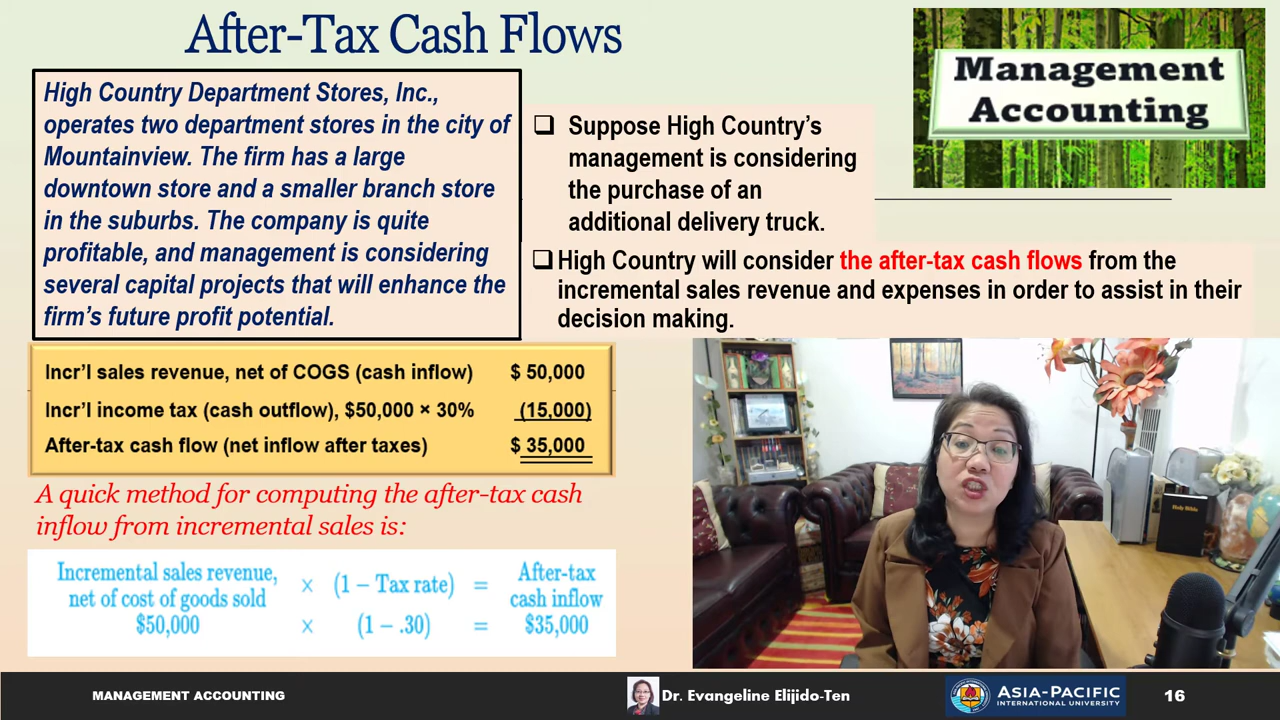 After-Tax Cash Flows
Management
Accounting
High Country Department Stores, Inc.,
operates two department stores in the city of
Mountainview. The firm has a large
downtown store and a smaller branch store
in the suburbs. The company is quite
profitable, and management is considering
several capital projects that will enhance the
firm's future profit potential.
❑ Suppose High Country's
management is considering
the purchase of an
additional delivery truck.
❑ High Country will consider the after-tax cash flows from the
incremental sales revenue and expenses in order to assist in their
decision making.
Incr'l sales revenue, net of COGS (cash inflow) $ 50,000
Incr'l income tax (cash outflow), $50,000 × 30% (15,000)
After-tax cash flow (net inflow after taxes) $ 35,000
A quick method for computing the after-tax cash
inflow from incremental sales is:
Incremental sales revenue,
net of cost of goods sold × (1 – Tax rate) = After-tax
cash inflow
$50,000 × (1 – .30) = $35,000
Holy Bible
MANAGEMENT ACCOUNTING
Dr. Evangeline Elijido-Ten
ASIA-PACIFIC
INTERNATIONAL UNIVERSITY
16